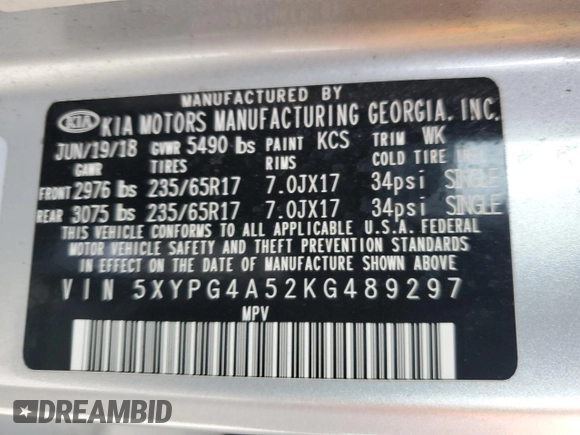 MANUFACTURED BY
KIA KIA MOTORS MANUFACTURING GEORGIA, INC.
JUN/19/18 GVWR 5490 lbs PAINT KCS TRIM WK
GAWR TIRES RIMS COLD TIRE
FRONT 2976 lbs 235/65R17 7.0JX17 34psi SINGLE
REAR 3075 lbs 235/65R17 7.0JX17 34psi SINGLE
THIS VEHICLE CONFORMS TO ALL APPLICABLE U.S.A. FEDERAL
MOTOR VEHICLE SAFETY AND THEFT PREVENTION STANDARDS
IN EFFECT ON THE DATE OF MANUFACTURE SHOWN ABOVE
VIN 5XYPG4A52KG489297
MPV
DREAMBID